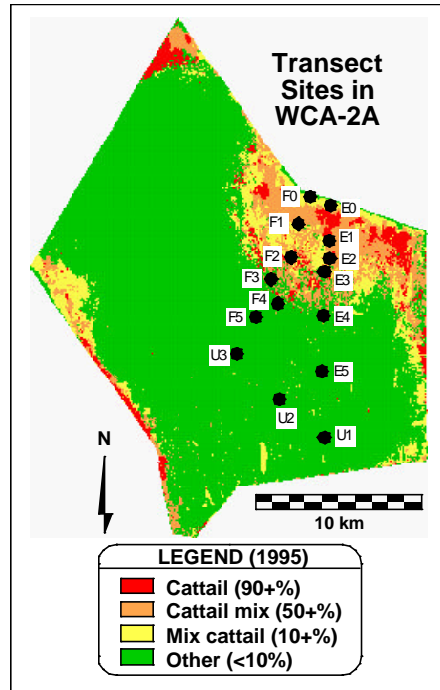 Transect
Sites in
WCA-2A
F0
E0
F1
E1
F2
E2
F3
E3
F4
F5
E4
U3
E5
U2
U1
N
10 km
LEGEND (1995)
Cattail (90+%)
Cattail mix (50+%)
Mix cattail (10+%)
Other (<10%)